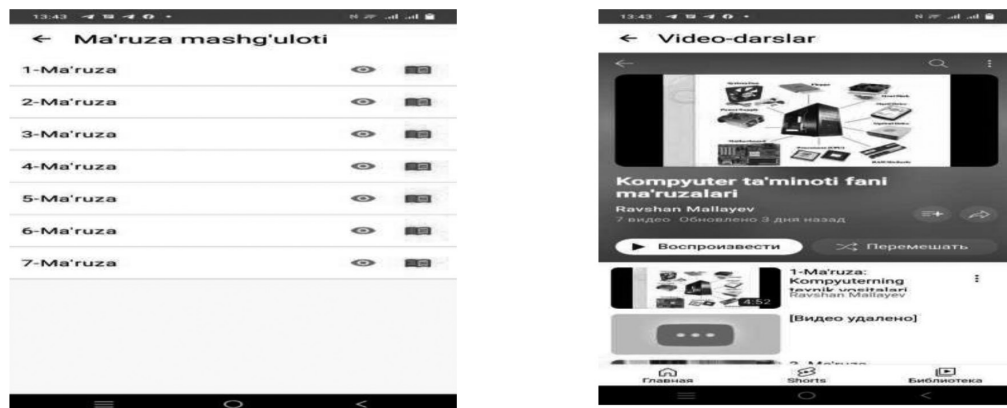 13:43
Ma'ruza mashg'uloti
1-Ma'ruza
2-Ma'ruza
3-Ma'ruza
4-Ma'ruza
5-Ma'ruza
6-Ma'ruza
7-Ma'ruza
13:43
Video-darslar
Kompyuter ta'minoti fani
ma'ruzalari
Ravshan Mallayev
7 видео Обновлено 3 дня назад
Воспроизвести
Перемешать
1-Ma'ruza:
Kompyuterning
texnik vositalari
Ravshan Mallayev
4:52
[Видео удалено]
Главная
Shorts
Библиотека